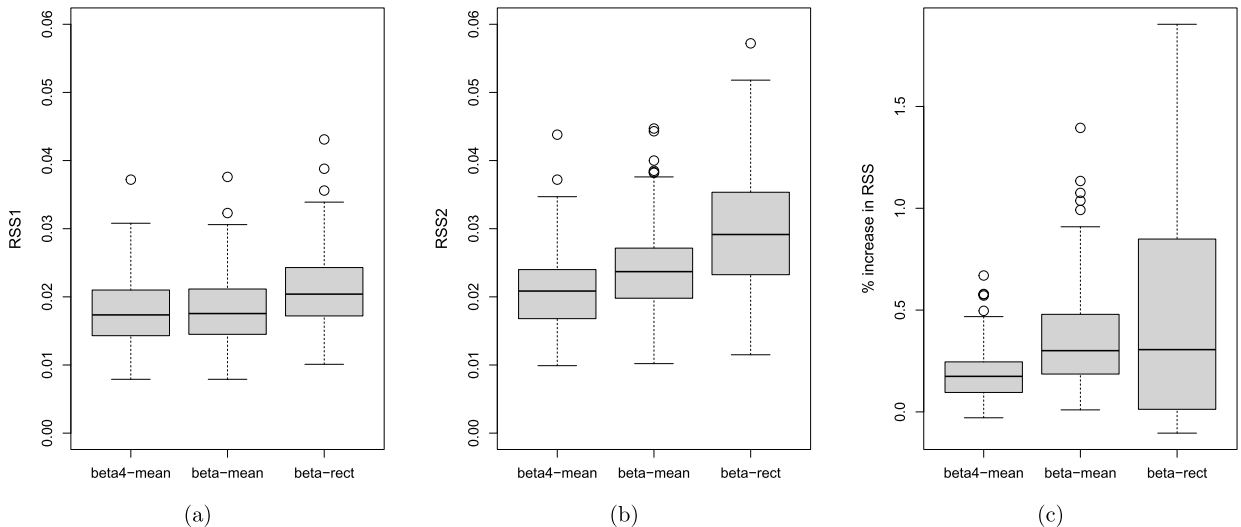 RSS1
0.00 0.01 0.02 0.03 0.04 0.05 0.06
beta4−mean beta−mean beta−rect
(a)
RSS2
0.00 0.01 0.02 0.03 0.04 0.05 0.06
beta4−mean beta−mean beta−rect
(b)
% increase in RSS
0.0 0.5 1.0 1.5
beta4−mean beta−mean beta−rect
(c)